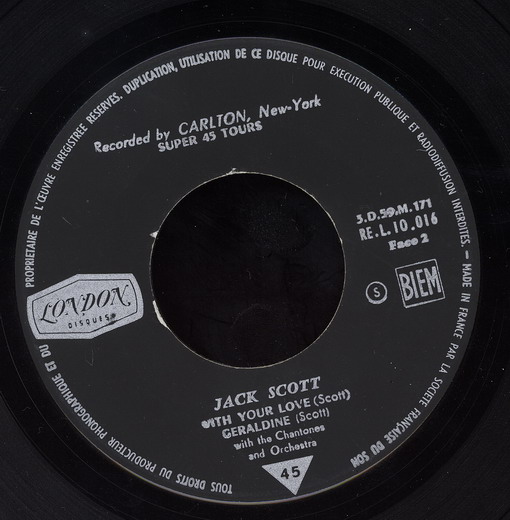 TOUS DROITS DU PRODUCTEUR PHONOGRAPHIQUE ET DU PROPRIETAIRE DE L'ŒUVRE ENREGISTREE RESERVES. DUPLICATION, UTILISATION DE CE DISQUE POUR EXECUTION PUBLIQUE ET RADIODIFFUSION INTERDITES. — MADE IN FRANCE PAR LA SOCIETE FRANÇAISE DU SON
Recorded by CARLTON, New-York
SUPER 45 TOURS
3.D.59.M.171
RE.L.10.016
Face 2
S
BIEM
LONDON
DISQUES
JACK SCOTT
WITH YOUR LOVE (Scott)
GERALDINE (Scott)
with the Chantones
and Orchestra
45